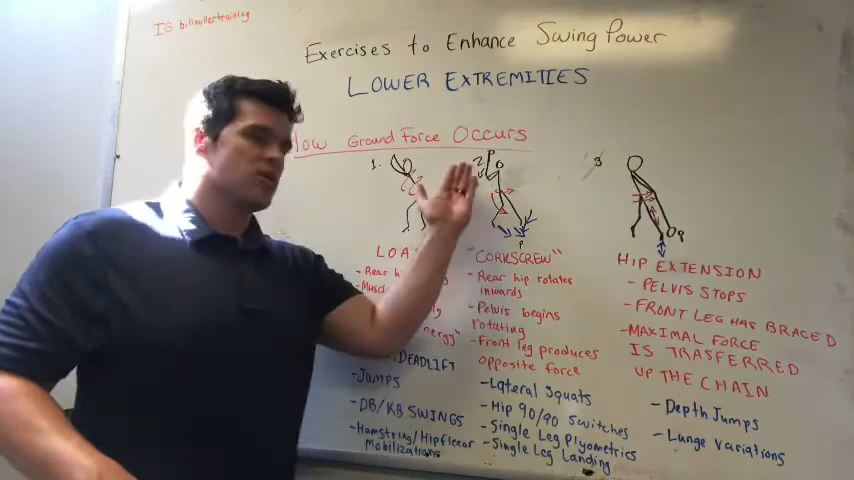 IG billmillertraining
Exercises to Enhance Swing Power
LOWER EXTREMITIES
How Ground Force Occurs
1.
2.
3
P
P
P
LOA
- Rear h
- Muscl
ly
nergy"
DEADLIFT
- Jumps
- DB/KB SWINGS
- Hamstring/Hipflexor
Mobilizations
"CORKSCREW"
- Rear hip rotates
inwards
- Pelvis begins
rotating
- Front leg produces
opposite force
- Lateral Squats
- Hip 90/90 Switches
- Single Leg Plyometrics
- Single Leg Landing
HIP EXTENSION
- PELVIS STOPS
- FRONT LEG HAS BRACED
- MAXIMAL FORCE
IS TRASFERRED
UP THE CHAIN
- Depth Jumps
- Lunge variations